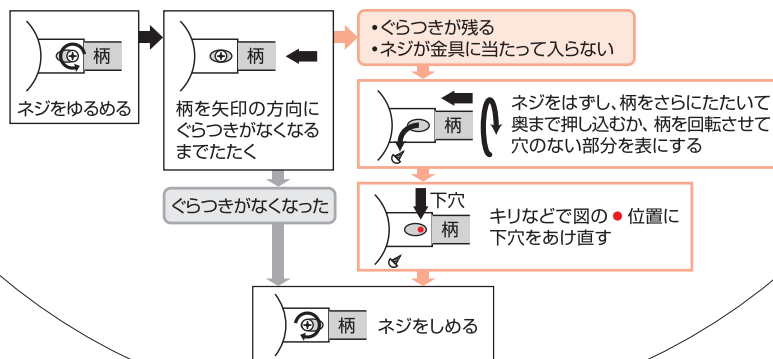 柄
ネジをゆるめる
柄
柄を矢印の方向に
ぐらつきがなくなる
までたたく
•ぐらつきが残る
•ネジが金具に当たって入らない
柄
ネジをはずし、柄をさらにたたいて
奥まで押し込むか、柄を回転させて
穴のない部分を表にする
ぐらつきがなくなった
下穴
柄
キリなどで図の●位置に
下穴をあけ直す
柄
ネジをしめる